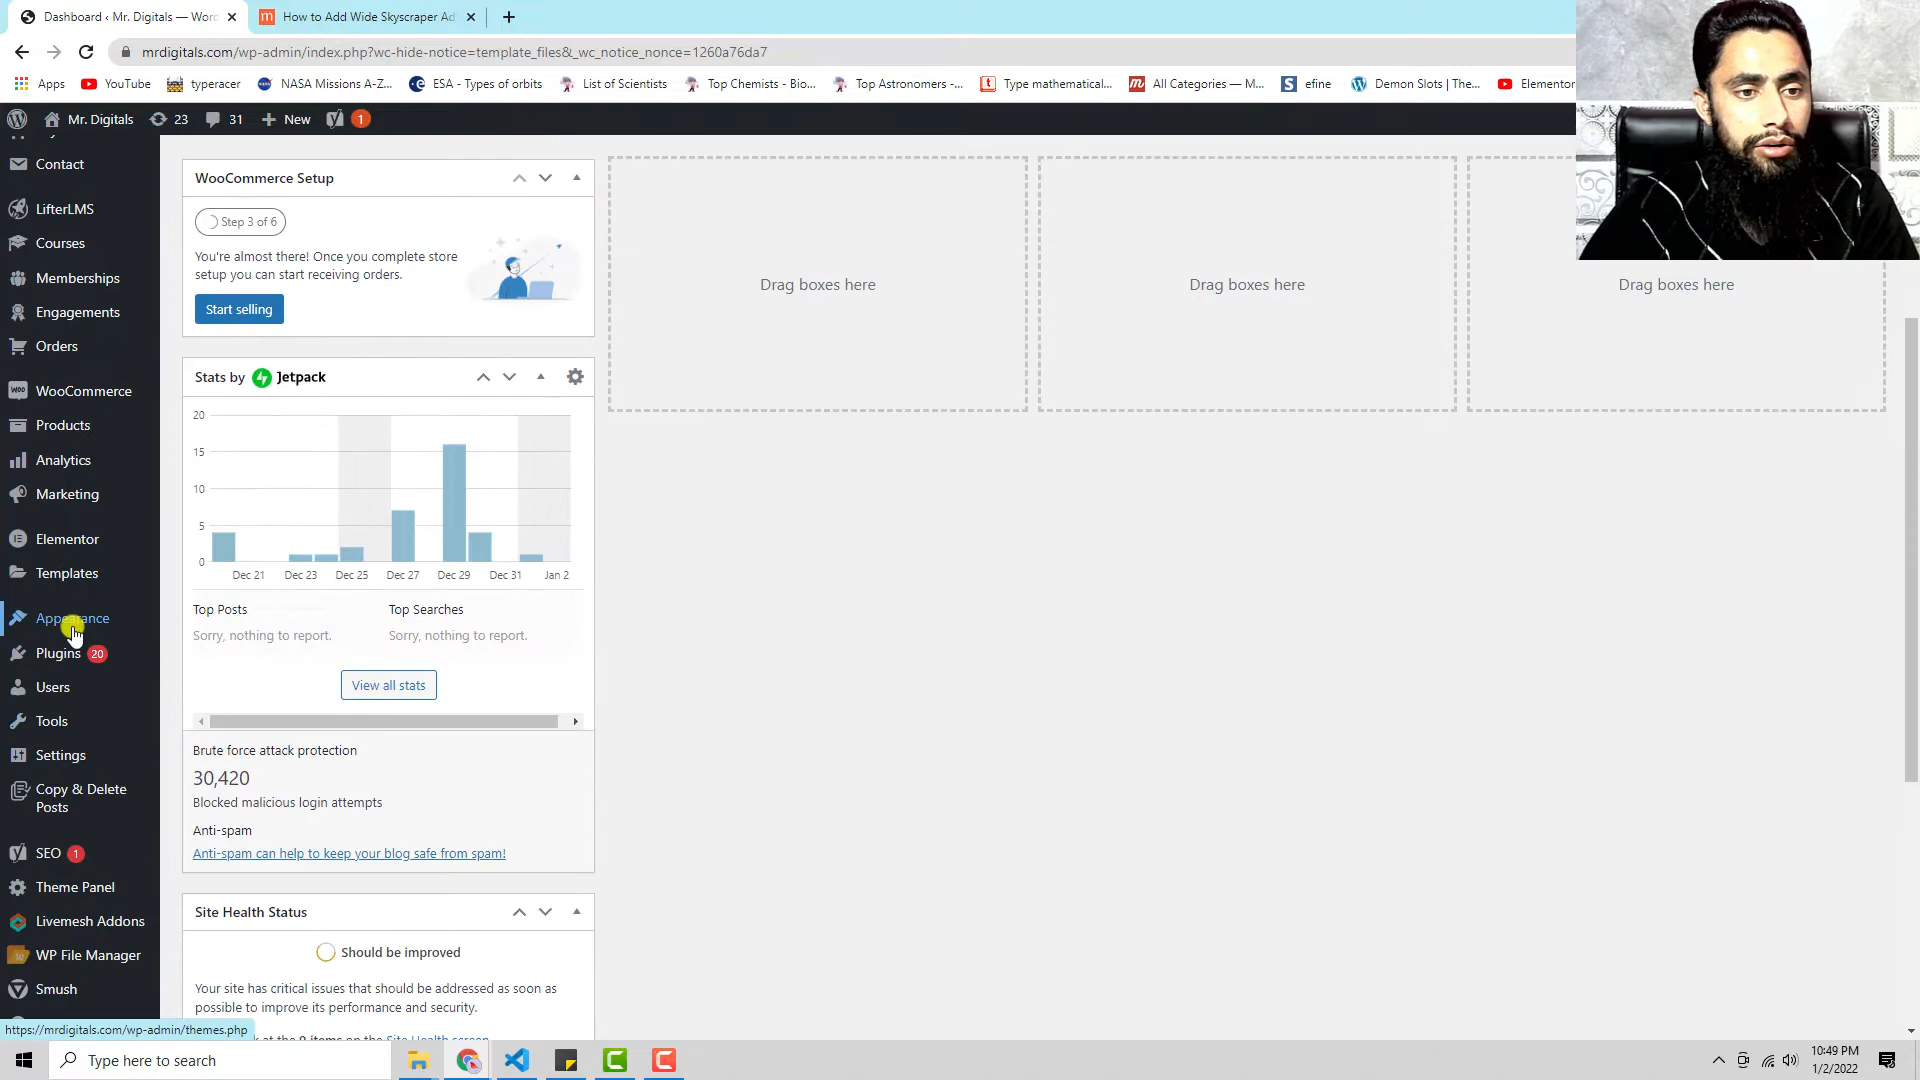 Dashboard ‹ Mr. Digitals — Wor
How to Add Wide Skyscraper Ad
mrdigitals.com/wp-admin/index.php?wc-hide-notice=template_files&_wc_notice_nonce=1260a76da7
Apps
YouTube
typeracer
NASA Missions A-Z...
ESA - Types of orbits
List of Scientists
Top Chemists - Bio...
Top Astronomers -...
Type mathematical...
All Categories — M...
efine
Demon Slots | The...
Elementor
Mr. Digitals
23
31
New
1
Contact
LifterLMS
Courses
Memberships
Engagements
Orders
WooCommerce
Products
Analytics
Marketing
Elementor
Templates
Appearance
Plugins 20
Users
Tools
Settings
Copy & Delete
Posts
SEO 1
Theme Panel
Livemesh Addons
WP File Manager
Smush
WooCommerce Setup
Step 3 of 6
You're almost there! Once you complete store
setup you can start receiving orders.
Start selling
Stats by Jetpack
20
15
10
5
0
Dec 21 Dec 23 Dec 25 Dec 27 Dec 29 Dec 31 Jan 2
Top Posts
Sorry, nothing to report.
Top Searches
Sorry, nothing to report.
View all stats
Brute force attack protection
30,420
Blocked malicious login attempts
Anti-spam
Anti-spam can help to keep your blog safe from spam!
Site Health Status
Should be improved
Your site has critical issues that should be addressed as soon as
possible to improve its performance and security.
at the 9 items on the Site Health screen
Drag boxes here
Drag boxes here
Drag boxes here
https://mrdigitals.com/wp-admin/themes.php
Type here to search
10:49 PM
1/2/2022